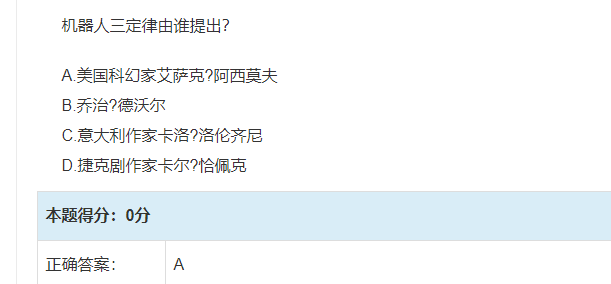 机器人三定律由谁提出?
A.美国科幻家艾萨克?阿西莫夫
B.乔治?德沃尔
C.意大利作家卡洛?洛伦齐尼
D.捷克剧作家卡尔?恰佩克
本题得分：0分
正确答案： A